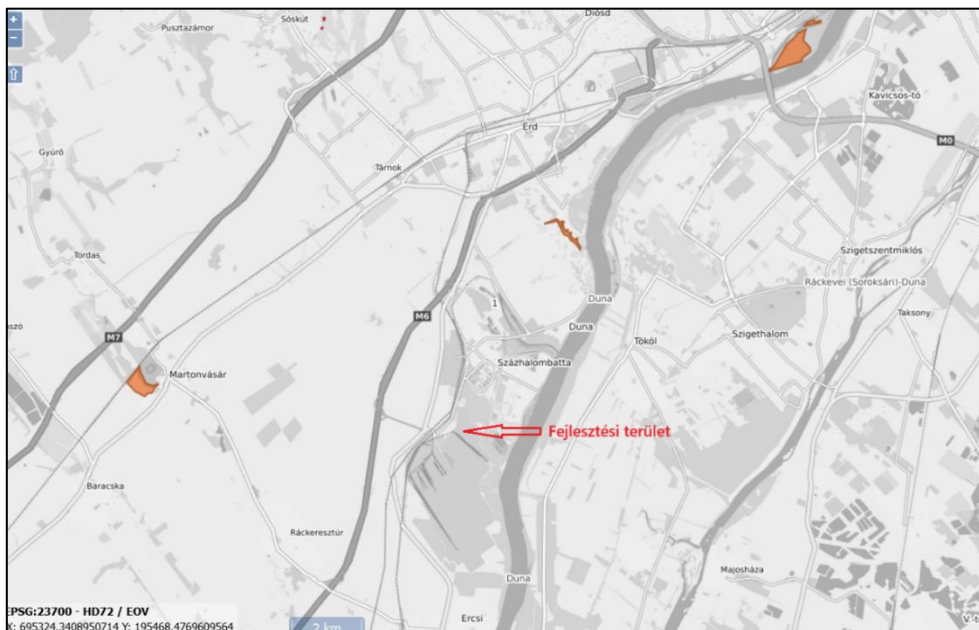 +
−
⇧
Pusztazámor
Sóskút
Diósd
Kavicsos-tó
Érd
M0
Gyúró
Tárnok
Tordas
Szigetszentmiklós
Ráckevei (Soroksári)-Duna
Duna
1
M6
Duna
Taksony
Szigethalom
Tököl
aszó
M7
Százhalombatta
Martonvásár
Fejlesztési terület
Baracska
Ráckeresztúr
Majosháza
Duna
EPSG:23700 - HD72 / EOV
X: 695324.3408950714 Y: 195468.4769609564
2 km
Ercsi